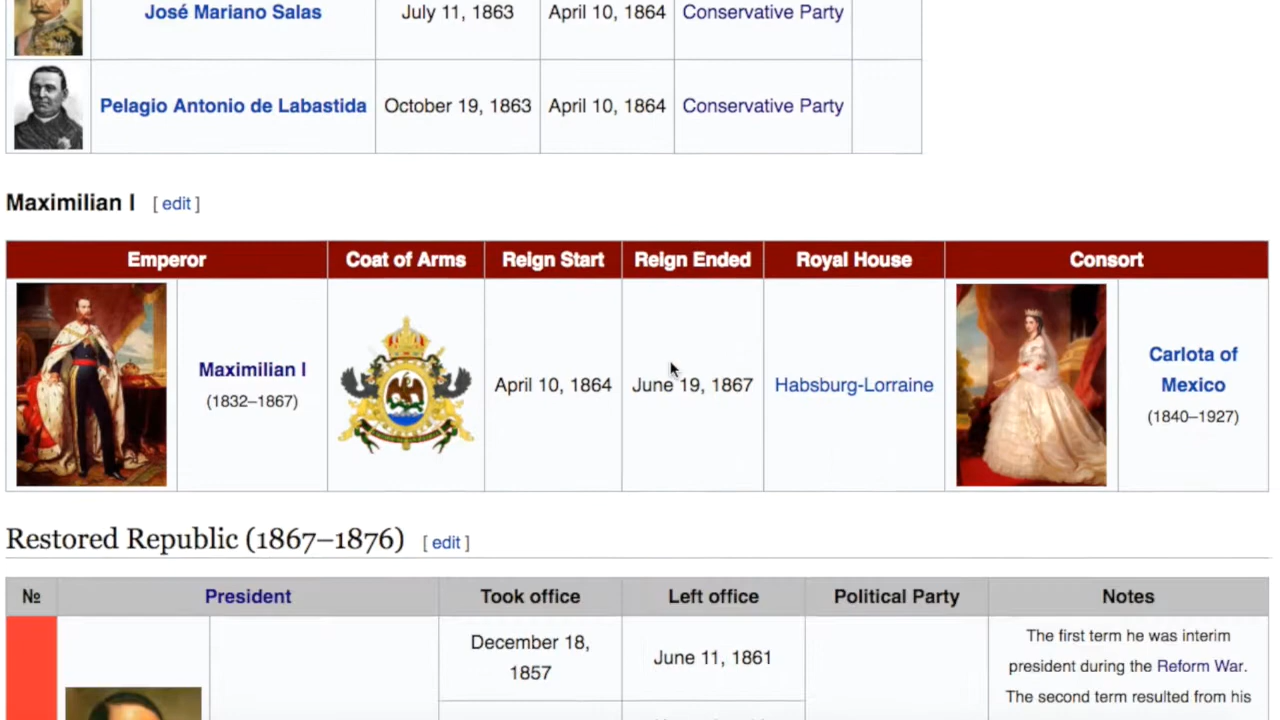 José Mariano Salas July 11, 1863 April 10, 1864 Conservative Party
Pelagio Antonio de Labastida October 19, 1863 April 10, 1864 Conservative Party
Maximilian I [ edit ]
Emperor Coat of Arms Reign Start Reign Ended Royal House Consort
Maximilian I
(1832–1867)
April 10, 1864 June 19, 1867 Habsburg-Lorraine
Carlota of
Mexico
(1840–1927)
Restored Republic (1867–1876) [ edit ]
№ President Took office Left office Political Party Notes
December 18,
1857
June 11, 1861
The first term he was interim
president during the Reform War.
The second term resulted from his